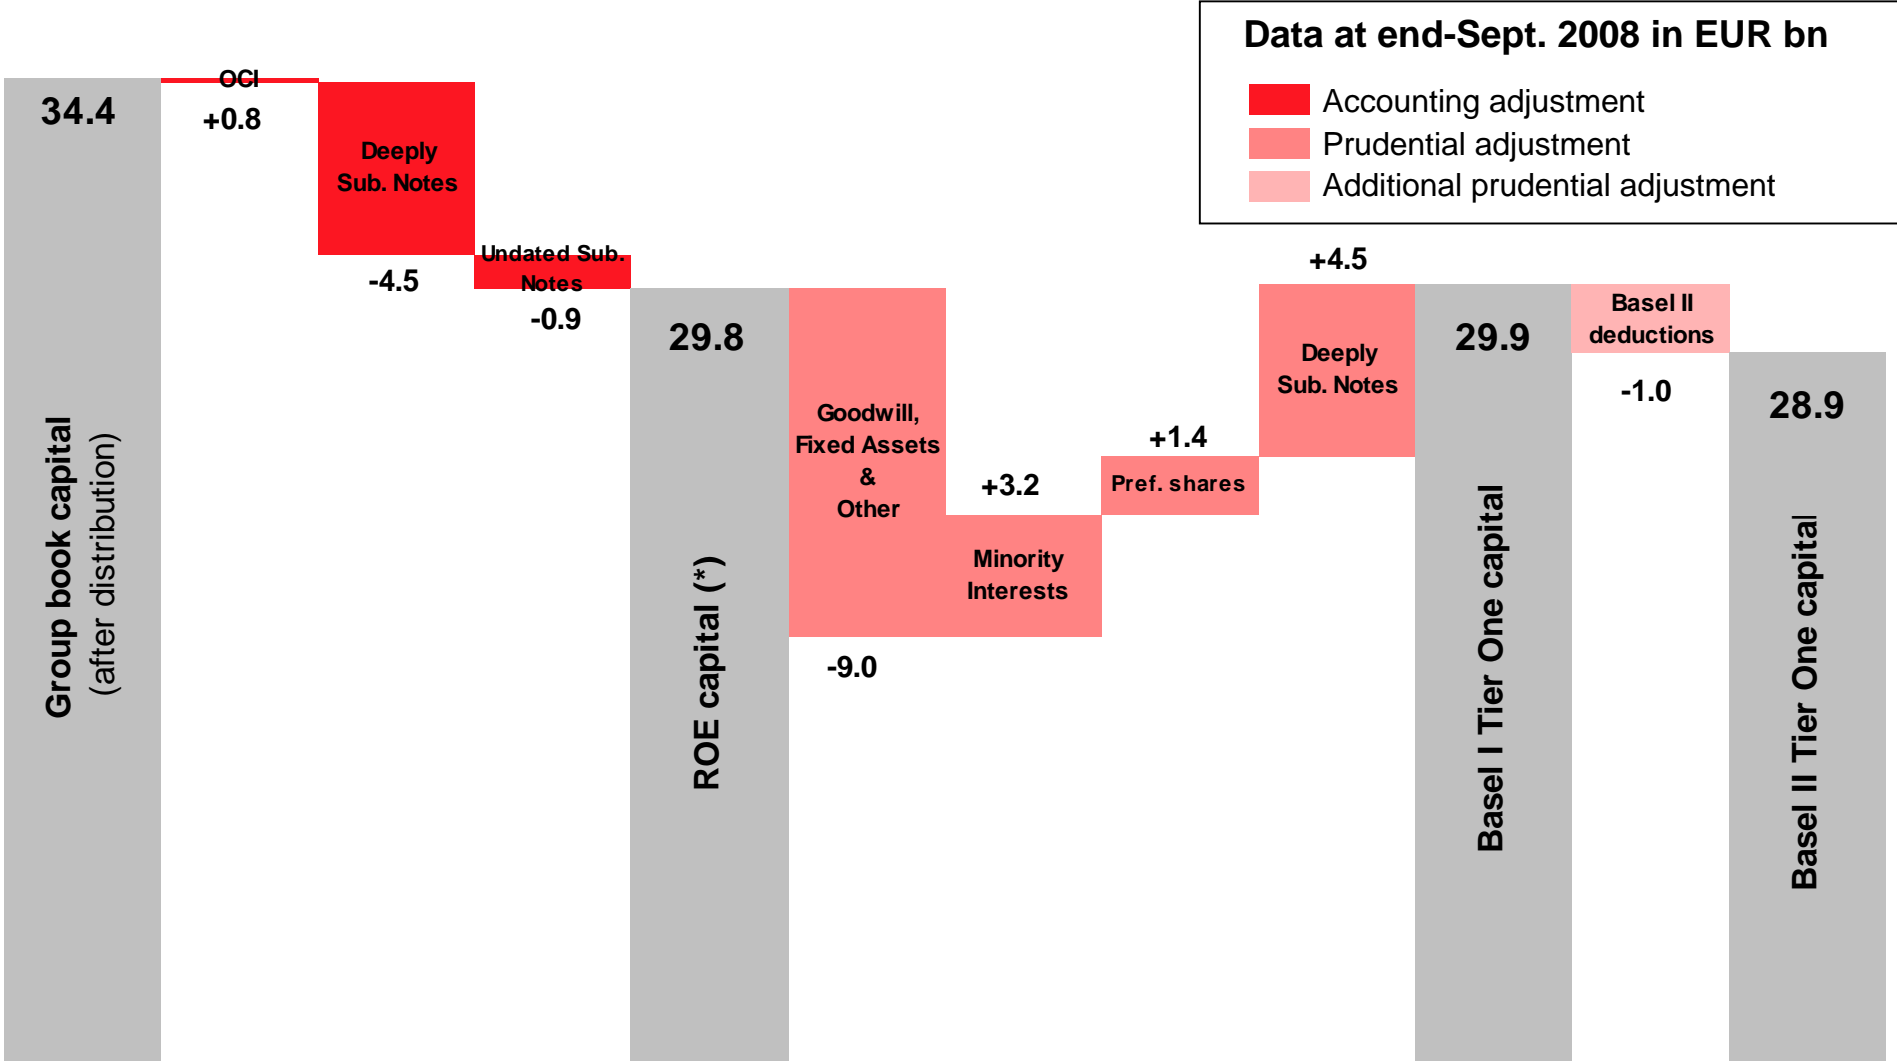 Data at end-Sept. 2008 in EUR bn
Accounting adjustment
Prudential adjustment
Additional prudential adjustment
34.4
Group book capital
(after distribution)
OCI
+0.8
Deeply
Sub. Notes
-4.5
Undated Sub.
Notes
-0.9
29.8
ROE capital (*)
Goodwill,
Fixed Assets
&
Other
-9.0
+3.2
Minority
Interests
+1.4
Pref. shares
+4.5
Deeply
Sub. Notes
29.9
Basel I Tier One capital
Basel II
deductions
-1.0
28.9
Basel II Tier One capital